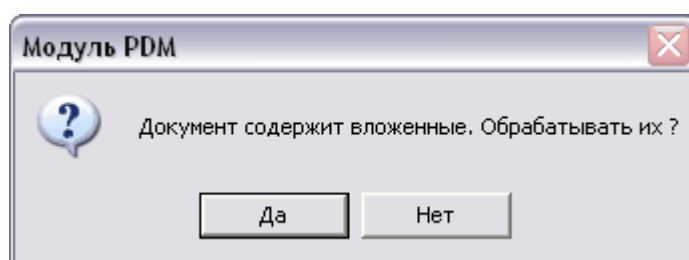 Модуль PDM
Документ содержит вложенные. Обрабатывать их ?
Да
Нет